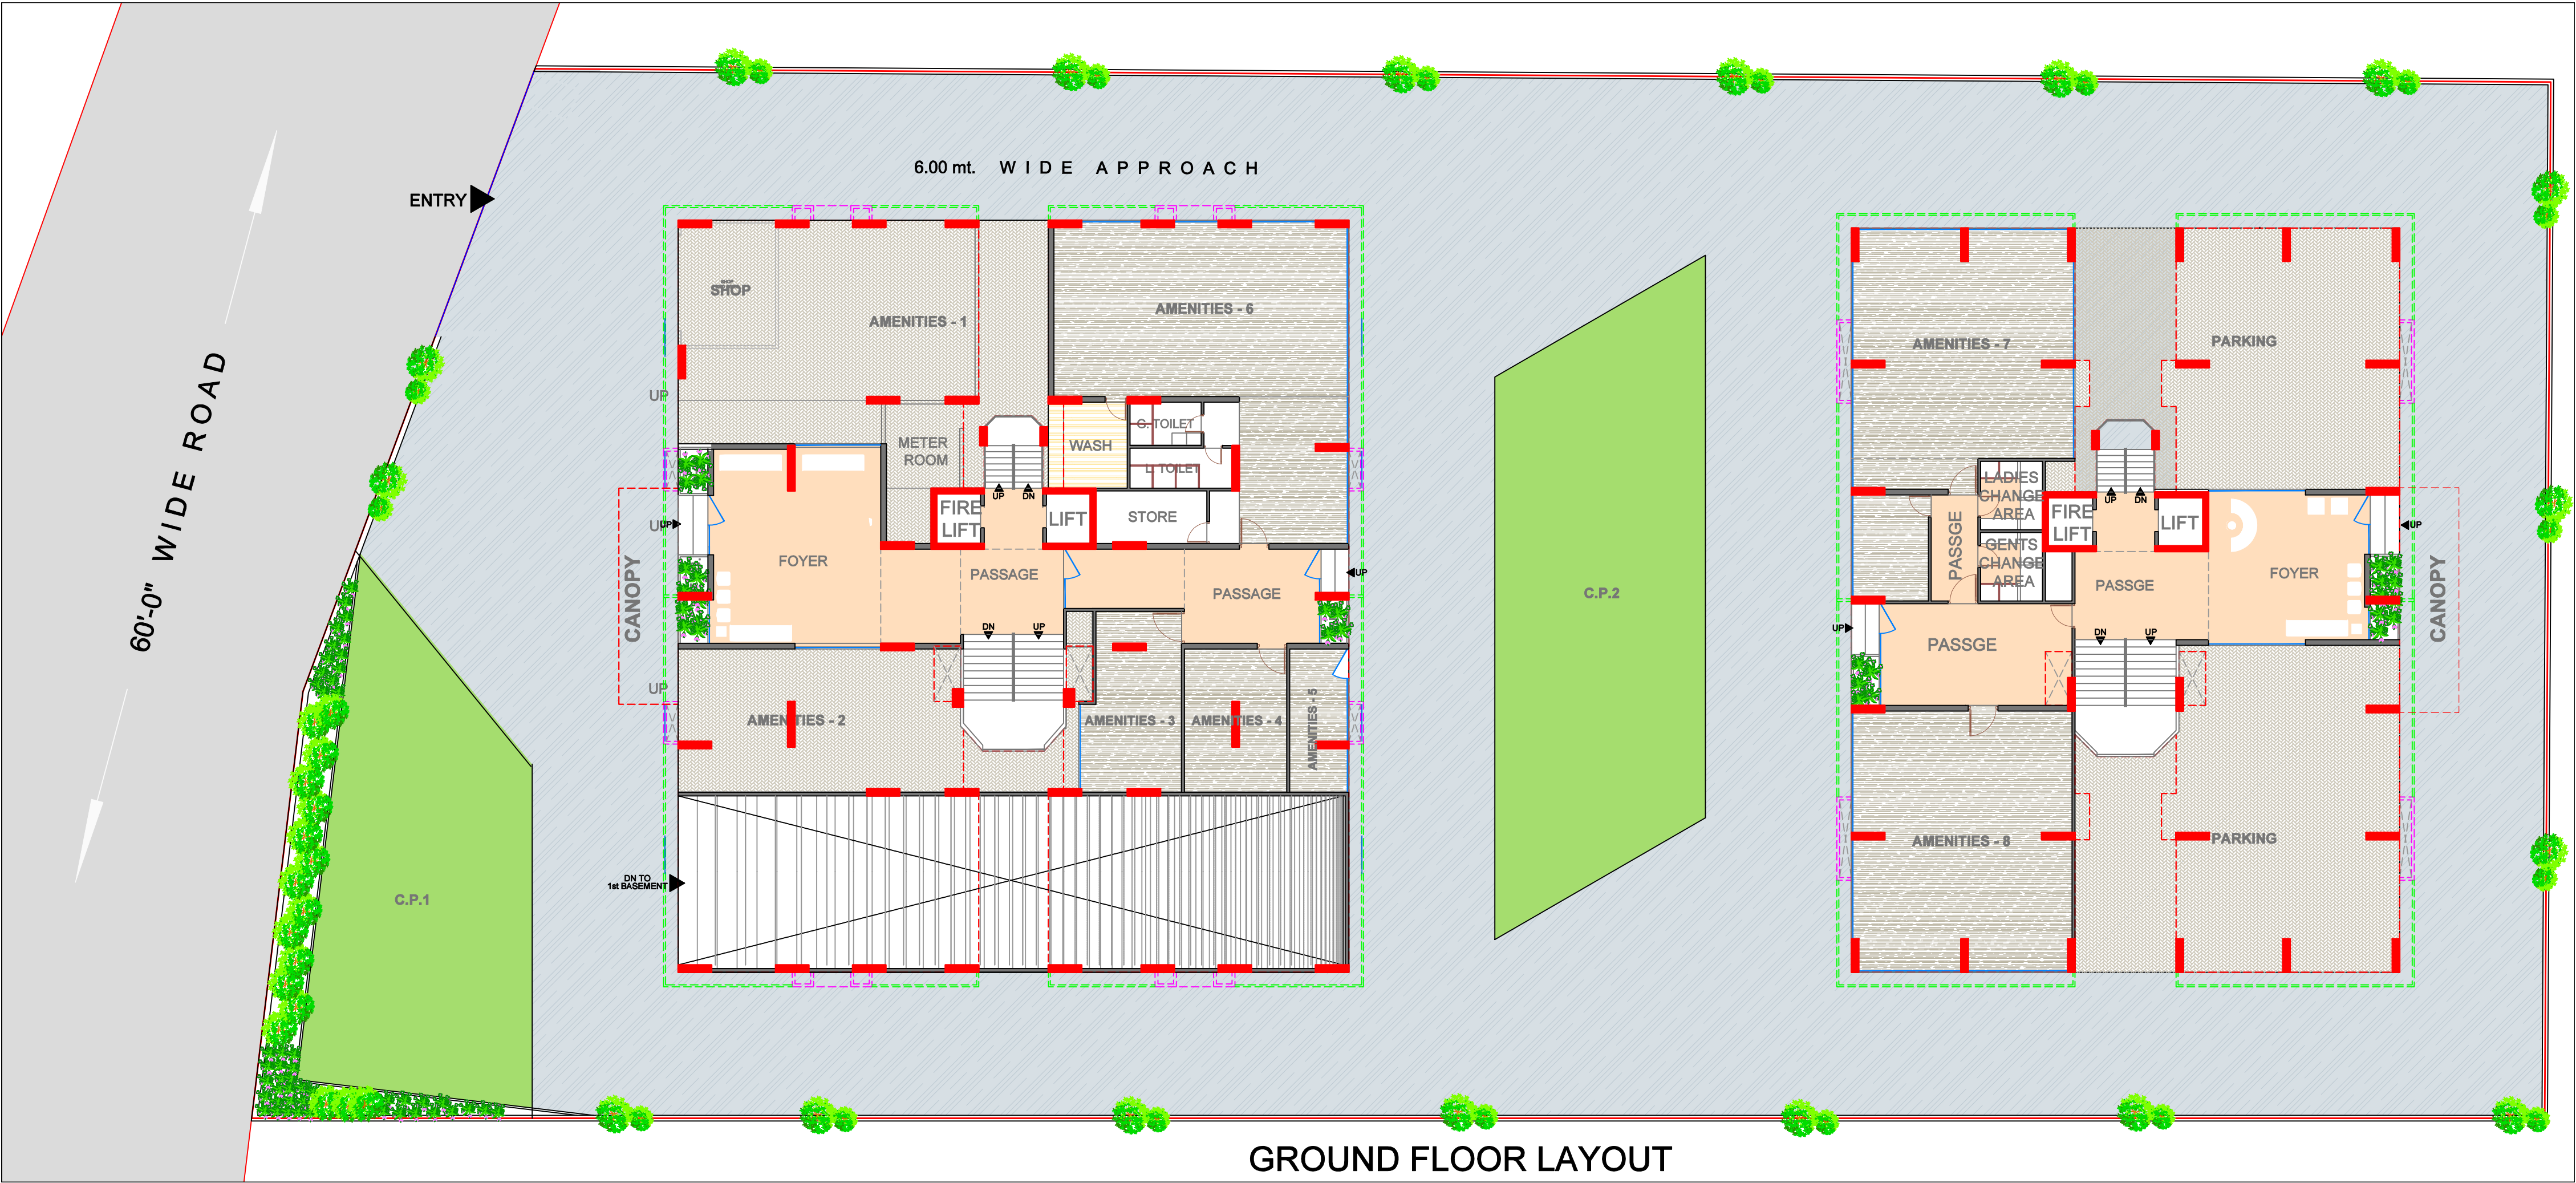 60'-0" WIDE ROAD
ENTRY
6.00 mt. WIDE APPROACH
SHOP
SHOP
AMENITIES - 1
AMENITIES - 6
UP
METER
ROOM
WASH
G. TOILET
L. TOILET
UP
DN
FIRE
LIFT
LIFT
STORE
UP
UP
CANOPY
FOYER
PASSAGE
PASSAGE
UP
DN
UP
UP
AMENITIES - 2
AMENITIES - 3
AMENITIES - 4
AMENITIES - 5
DN TO
1st BASEMENT
C.P.1
C.P.2
AMENITIES - 7
PARKING
LADIES
CHANGE
AREA
GENTS
CHANGE
AREA
PASSGE
UP
DN
FIRE
LIFT
LIFT
UP
FOYER
CANOPY
PASSGE
UP
PASSGE
DN
UP
AMENITIES - 8
PARKING
GROUND FLOOR LAYOUT